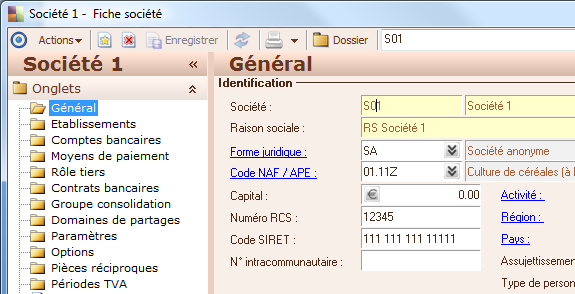 Société 1 - Fiche société
Actions Enregistrer Dossier S01
Société 1 «
Onglets
Général
Etablissements
Comptes bancaires
Moyens de paiement
Rôle tiers
Contrats bancaires
Groupe consolidation
Domaines de partages
Paramètres
Options
Pièces réciproques
Périodes TVA
Général
Identification
Société : S01 Société 1
Raison sociale : RS Société 1
Forme juridique : SA Société anonyme
Code NAF / APE : 01.11Z Culture de céréales (à l
Capital : € 0.00 Activité :
Numéro RCS : 12345 Région :
Code SIRET : 111 111 111 11111 Pays :
N° intracommunautaire : Assujettissement
Type de person